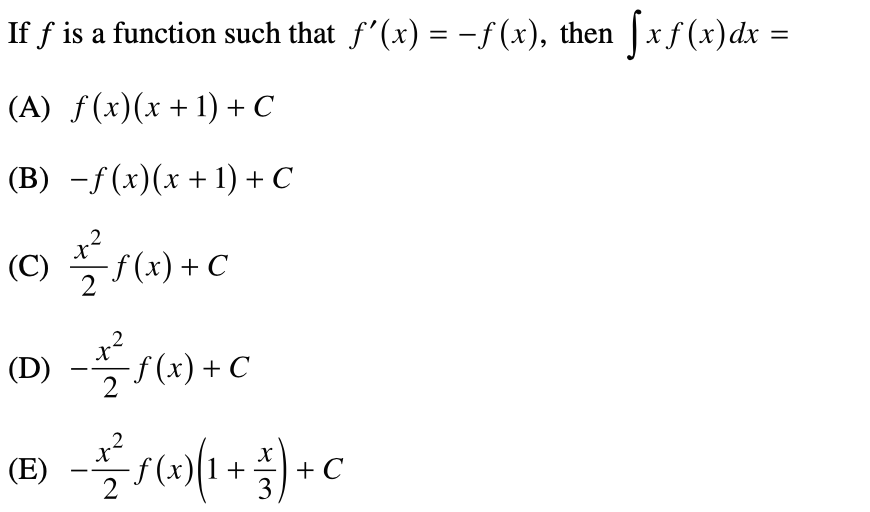 If f is a function such that f'(x) = −f(x), then ∫ x f(x) dx =
(A) f(x)(x + 1) + C
(B) −f(x)(x + 1) + C
(C) x²/2 f(x) + C
(D) −x²/2 f(x) + C
(E) −x²/2 f(x)(1 + x/3) + C